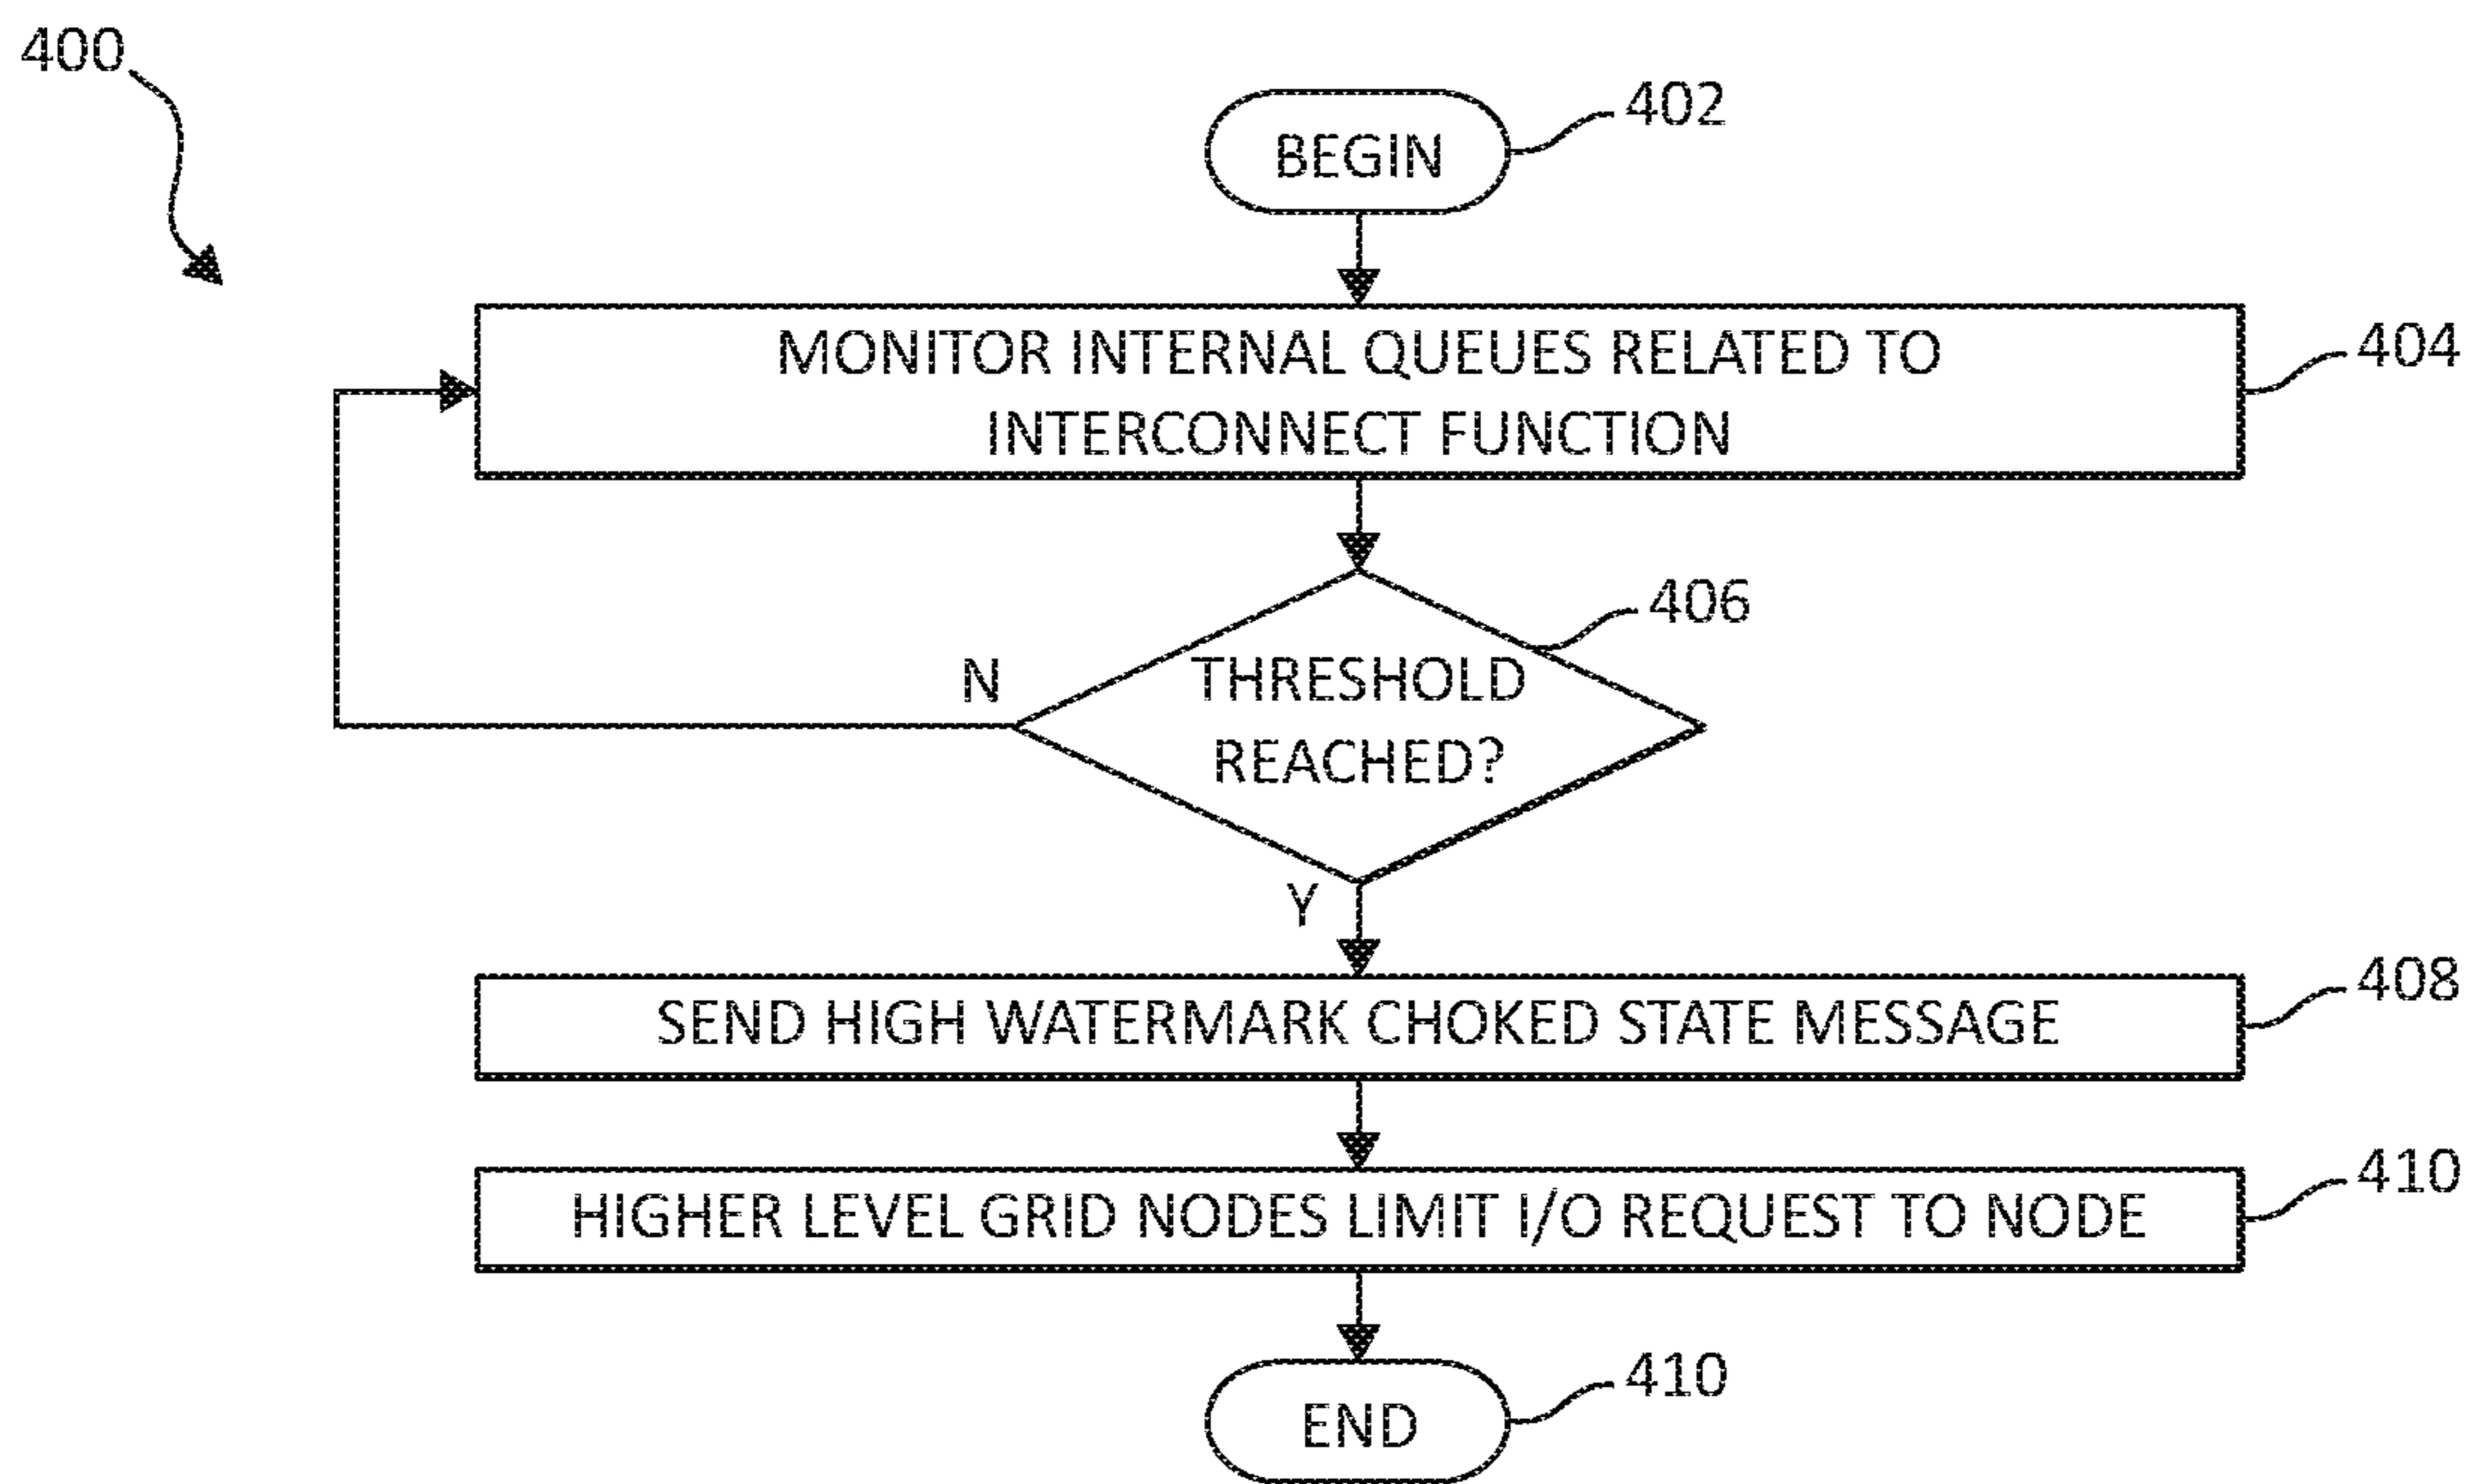 400
BEGIN
402
MONITOR INTERNAL QUEUES RELATED TO
INTERCONNECT FUNCTION
404
406
N
THRESHOLD
REACHED?
Y
SEND HIGH WATERMARK CHOKED STATE MESSAGE
408
HIGHER LEVEL GRID NODES LIMIT I/O REQUEST TO NODE
410
END
410